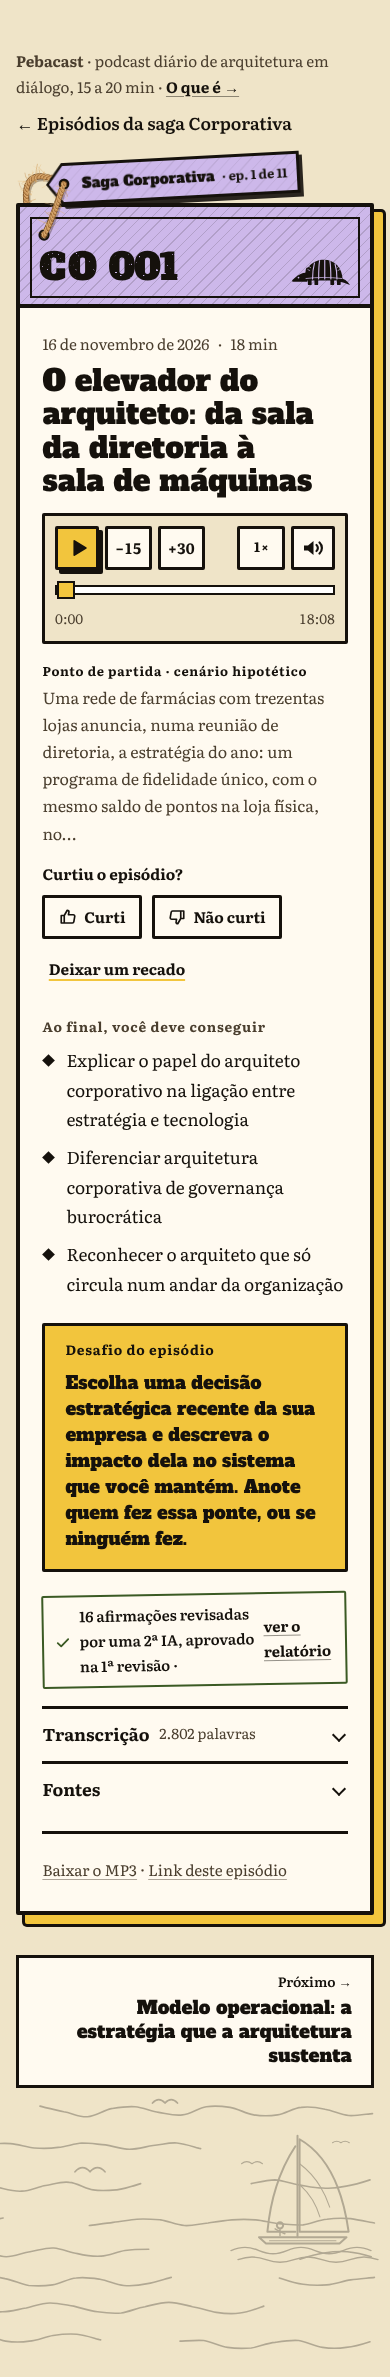 Pebacast · podcast diário de arquitetura em
diálogo, 15 a 20 min · O que é →
← Episódios da saga Corporativa
Saga Corporativa · ep. 1 de 11
CO 001
16 de novembro de 2026 · 18 min
O elevador do
arquiteto: da sala
da diretoria à
sala de máquinas
−15 +30 1×
0:00 18:08
Ponto de partida · cenário hipotético
Uma rede de farmácias com trezentas
lojas anuncia, numa reunião de
diretoria, a estratégia do ano: um
programa de fidelidade único, com o
mesmo saldo de pontos na loja física,
no…
Curtiu o episódio?
Curti Não curti
Deixar um recado
Ao final, você deve conseguir
Explicar o papel do arquiteto
corporativo na ligação entre
estratégia e tecnologia
Diferenciar arquitetura
corporativa de governança
burocrática
Reconhecer o arquiteto que só
circula num andar da organização
Desafio do episódio
Escolha uma decisão
estratégica recente da sua
empresa e descreva o
impacto dela no sistema
que você mantém. Anote
quem fez essa ponte, ou se
ninguém fez.
16 afirmações revisadas
por uma 2ª IA, aprovado
na 1ª revisão ·
ver o
relatório
Transcrição 2.802 palavras
Fontes
Baixar o MP3 · Link deste episódio
Próximo →
Modelo operacional: a
estratégia que a arquitetura
sustenta